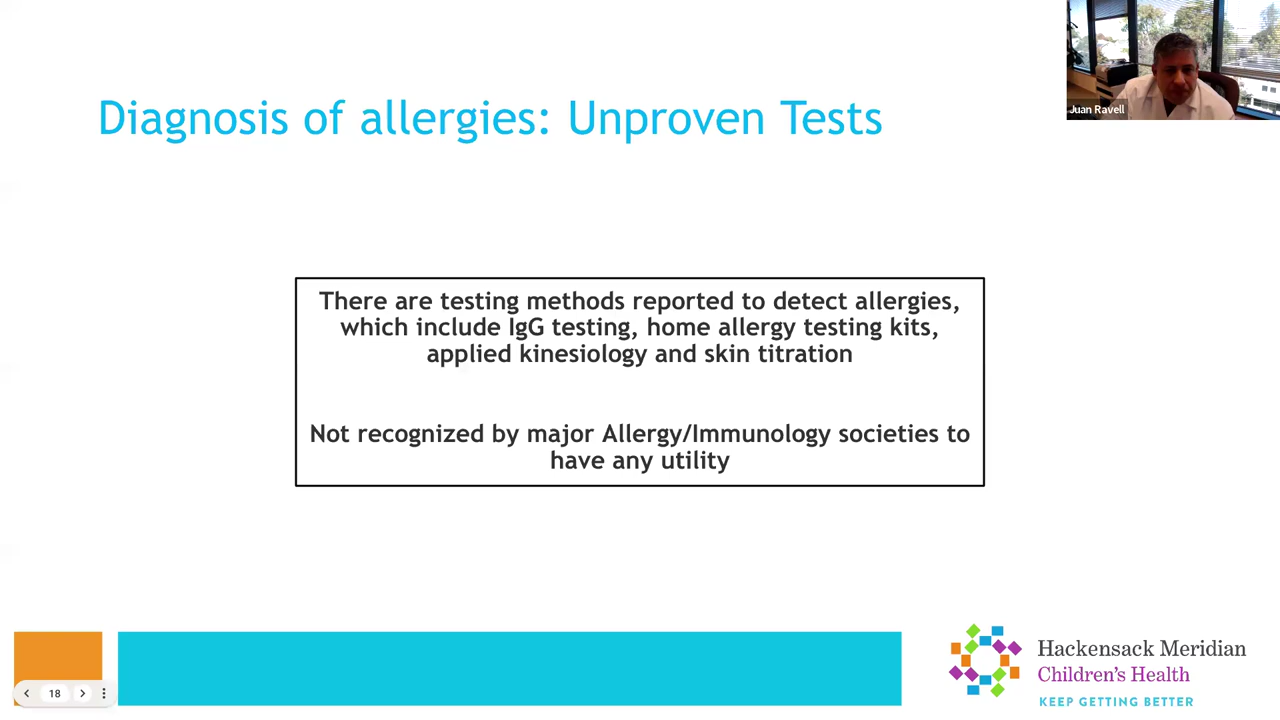 Diagnosis of allergies: Unproven Tests
Juan Ravell
There are testing methods reported to detect allergies,
which include IgG testing, home allergy testing kits,
applied kinesiology and skin titration
Not recognized by major Allergy/Immunology societies to
have any utility
18
Hackensack Meridian
Children's Health
KEEP GETTING BETTER